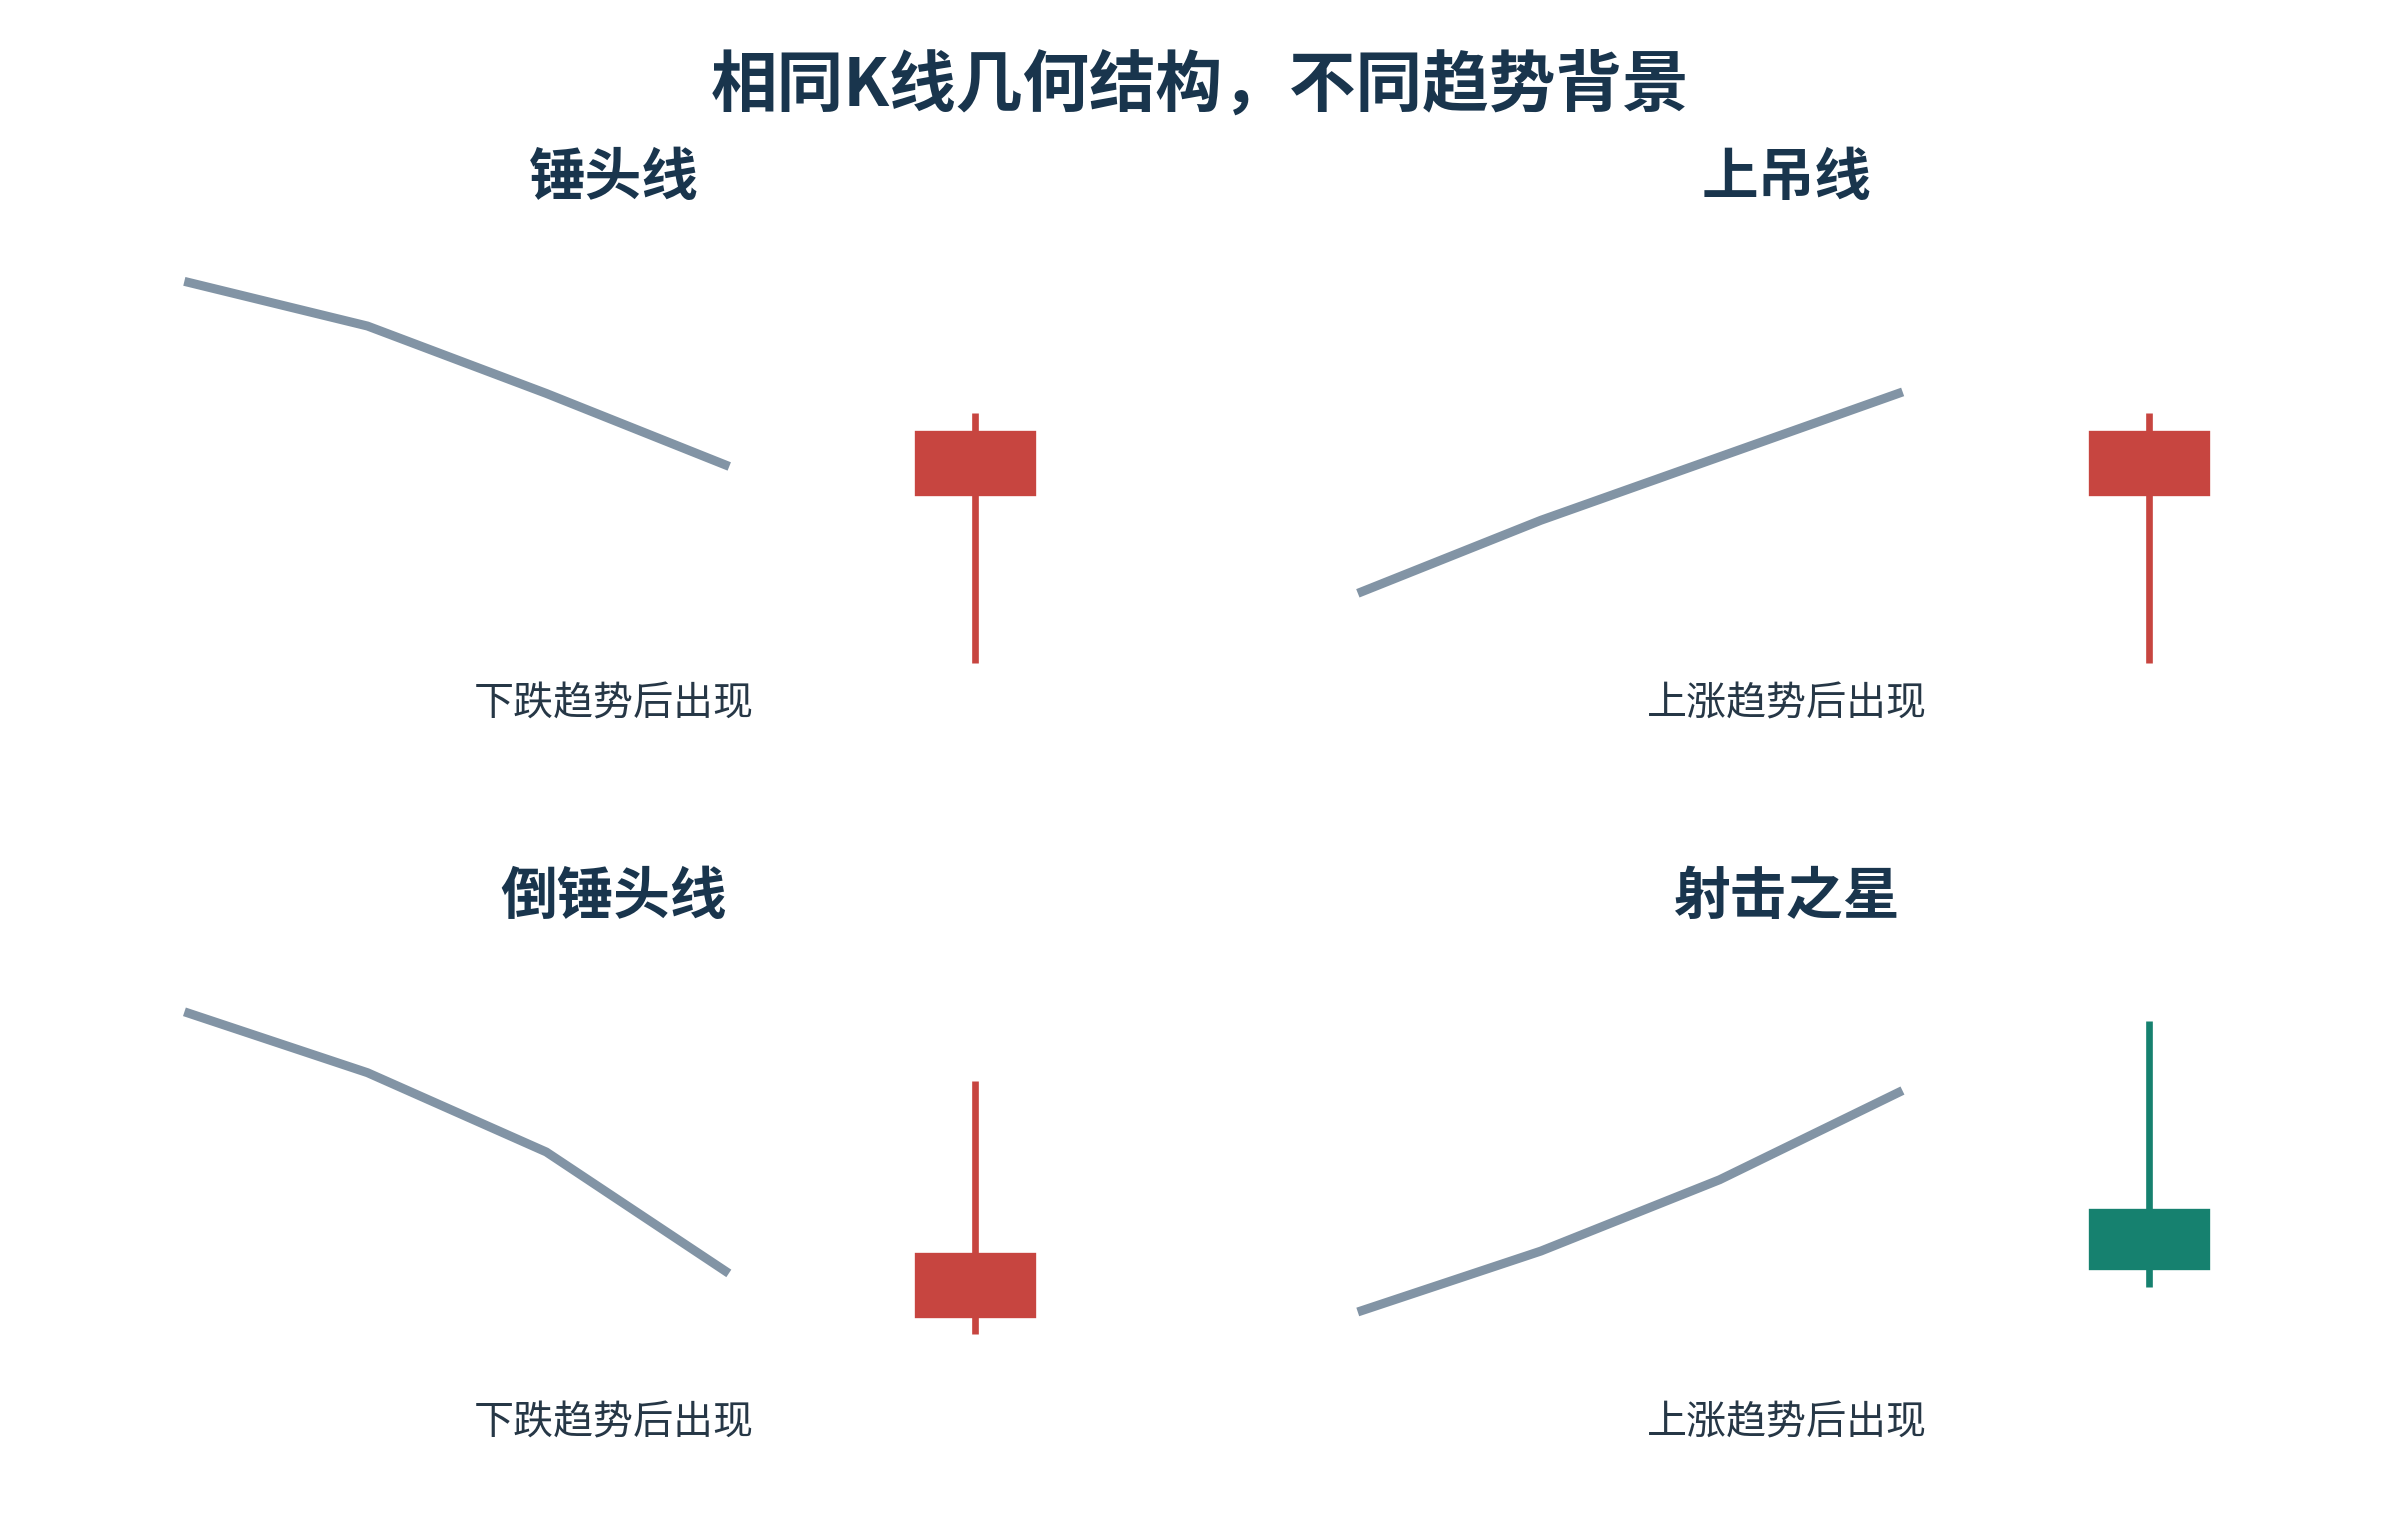 相同K线几何结构，不同趋势背景
锤头线
上吊线
下跌趋势后出现
上涨趋势后出现
倒锤头线
射击之星
下跌趋势后出现
上涨趋势后出现